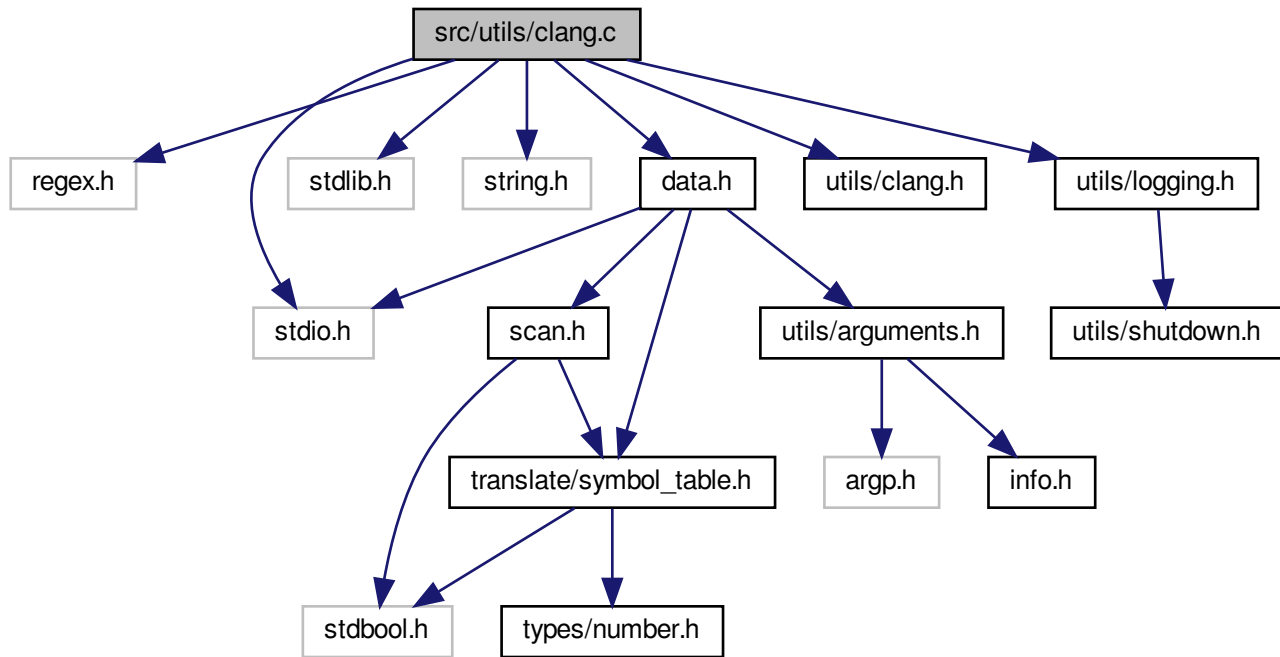 src/utils/clang.c
regex.h
stdlib.h
string.h
data.h
utils/clang.h
utils/logging.h
stdio.h
scan.h
utils/arguments.h
utils/shutdown.h
translate/symbol_table.h
argp.h
info.h
stdbool.h
types/number.h